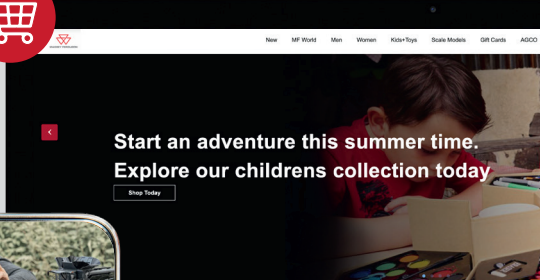 New MF World Men Women Kids+Toys Scale Models Gift Cards AGCO
Start an adventure this summer time.
Explore our childrens collection today
Shop Today